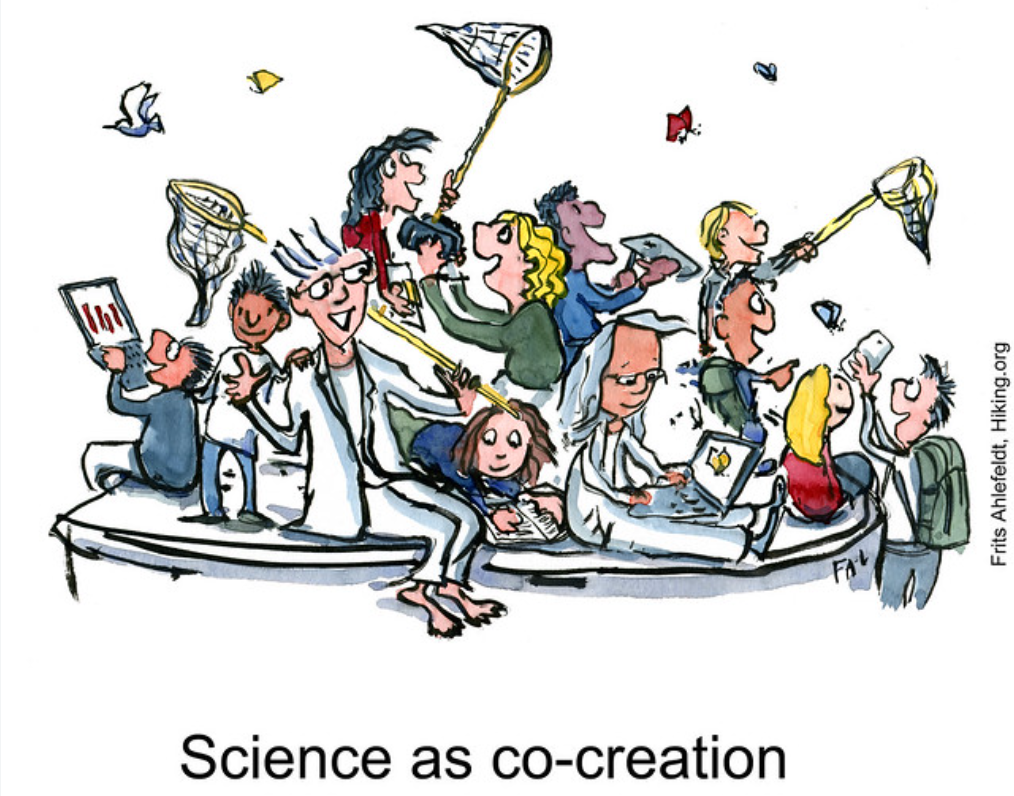 Frits Ahlefeldt, Hiking.org
FA·L
Science as co-creation